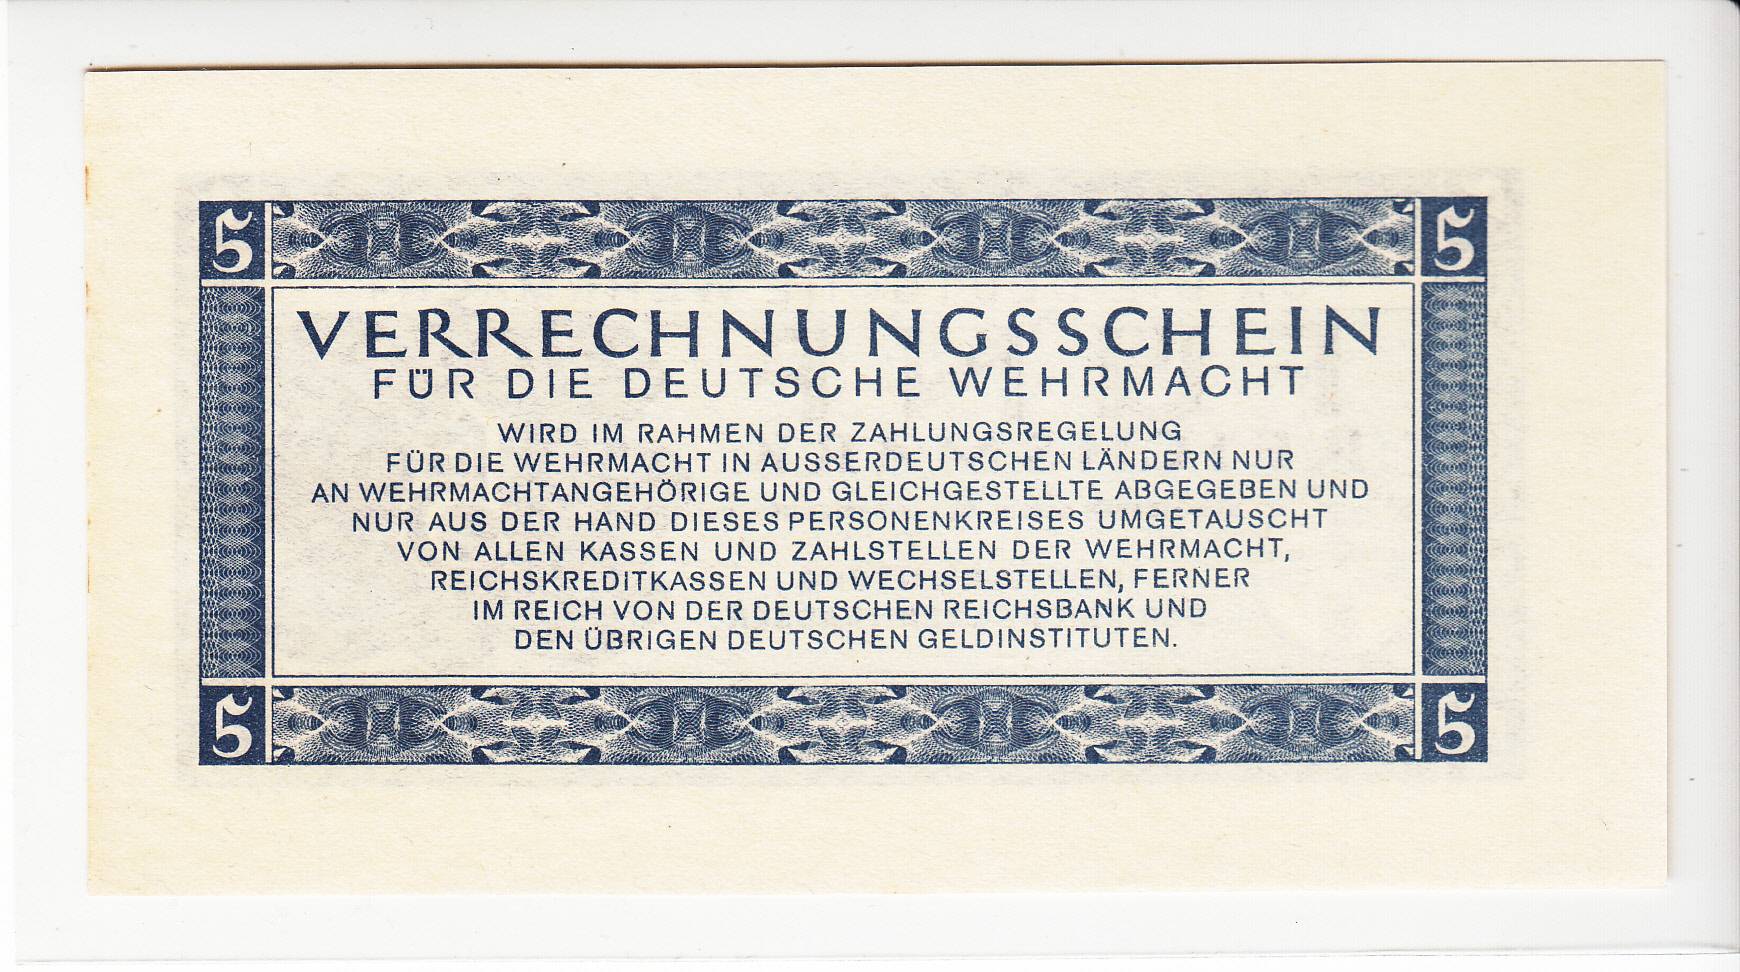 5 5
VERRECHNUNGSSCHEIN
FÜR DIE DEUTSCHE WEHRMACHT
WIRD IM RAHMEN DER ZAHLUNGSREGELUNG
FÜR DIE WEHRMACHT IN AUSSERDEUTSCHEN LÄNDERN NUR
AN WEHRMACHTANGEHÖRIGE UND GLEICHGESTELLTE ABGEGEBEN UND
NUR AUS DER HAND DIESES PERSONENKREISES UMGETAUSCHT
VON ALLEN KASSEN UND ZAHLSTELLEN DER WEHRMACHT,
REICHSKREDITKASSEN UND WECHSELSTELLEN, FERNER
IM REICH VON DER DEUTSCHEN REICHSBANK UND
DEN ÜBRIGEN DEUTSCHEN GELDINSTITUTEN.
5 5